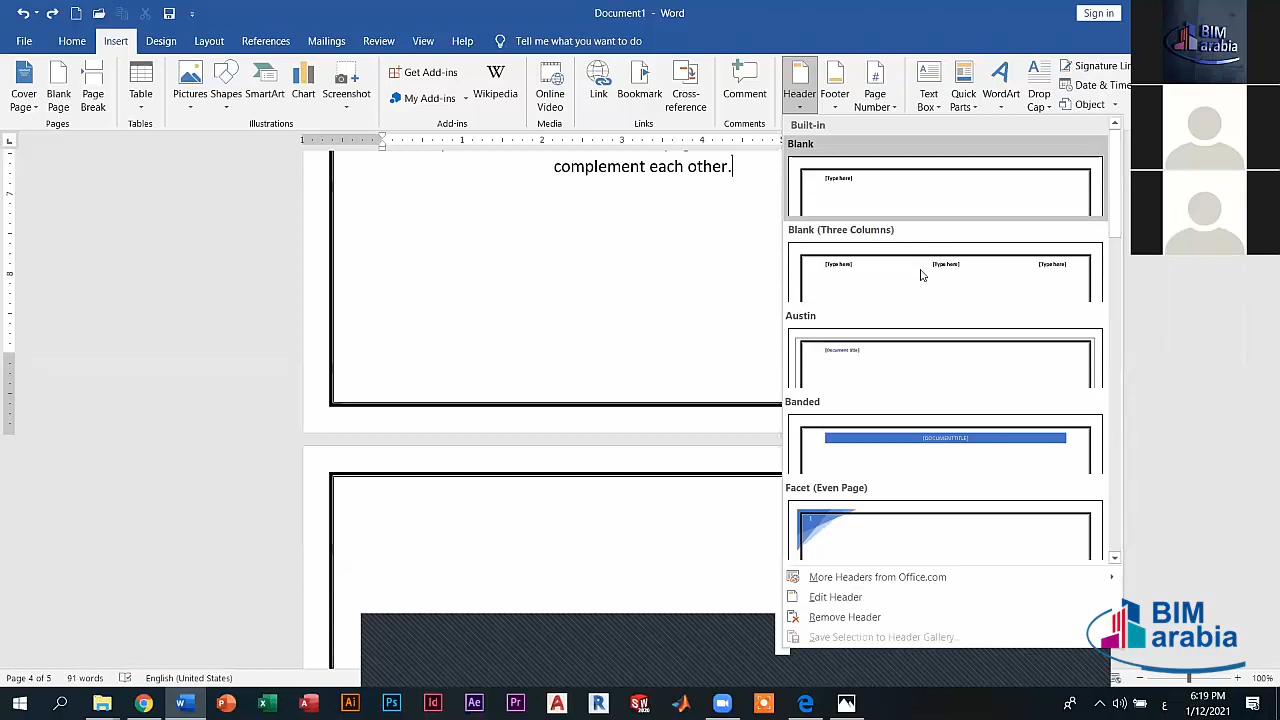 Document1 - Word
Sign in
File
Home
Insert
Design
Layout
References
Mailings
Review
View
Help
Tell me what you want to do
Cover Page
Blank Page
Page Break
Pages
Table
Tables
Pictures
Shapes
SmartArt
Chart
Screenshot
Illustrations
Get Add-ins
My Add-ins
Wikipedia
Add-ins
Online Video
Media
Link
Bookmark
Cross-reference
Links
Comment
Comments
Header
Footer
Page Number
Text Box
Quick Parts
WordArt
Drop Cap
Signature Lin
Date & Time
Object
BIM
arabia
complement each other.
Built-in
Blank
[Type here]
Blank (Three Columns)
[Type here] [Type here] [Type here]
Austin
[Document title]
Banded
[DOCUMENT TITLE]
Facet (Even Page)
More Headers from Office.com
Edit Header
Remove Header
Save Selection to Header Gallery...
BIM
arabia
Page 4 of 5
91 words
English (United States)
100%
6:19 PM
1/12/2021